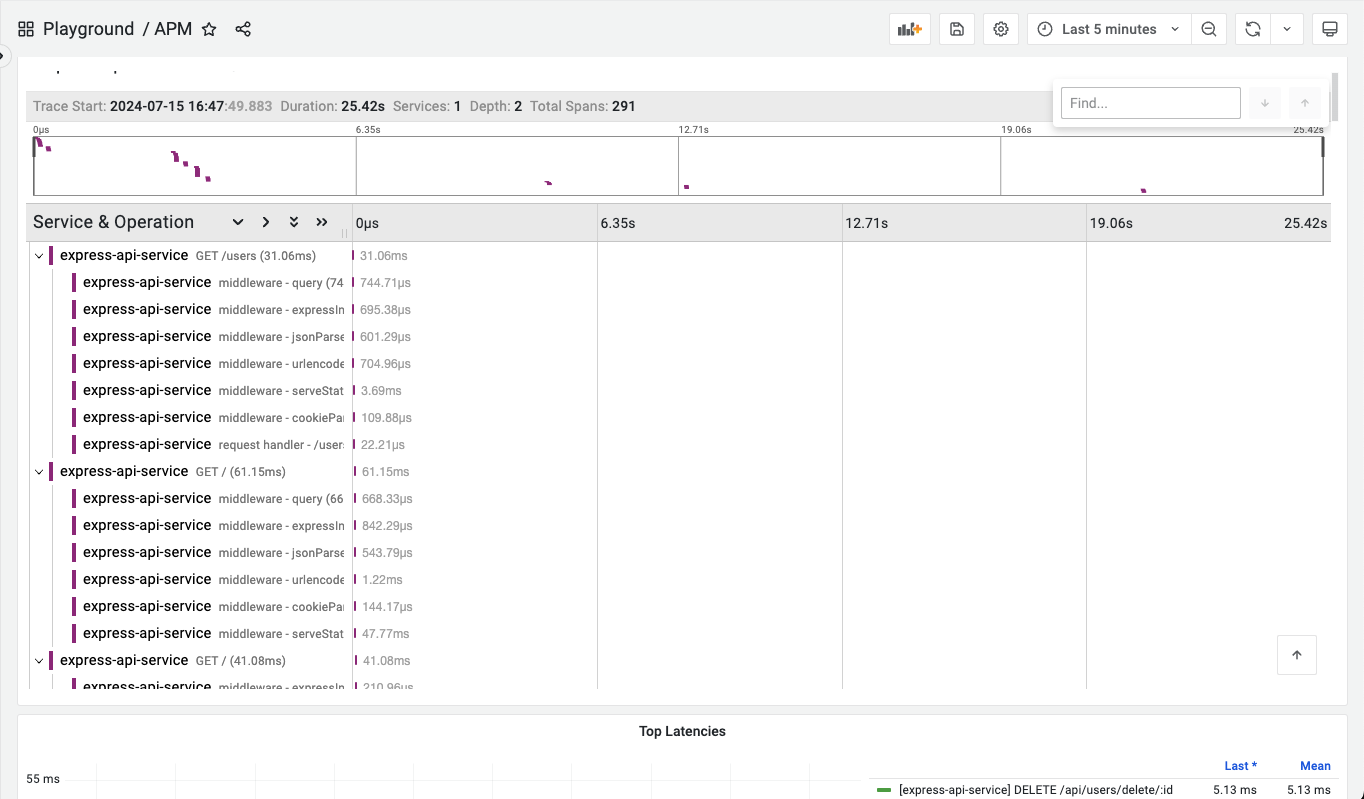 Playground / APM
Last 5 minutes
Trace Start: 2024-07-15 16:47:49.883 Duration: 25.42s Services: 1 Depth: 2 Total Spans: 291
Find...
0μs 6.35s 12.71s 19.06s 25.42s
Service & Operation 0μs 6.35s 12.71s 19.06s 25.42s
express-api-service GET /users (31.06ms) 31.06ms
express-api-service middleware - query (74 744.71μs
express-api-service middleware - expressIn 695.38μs
express-api-service middleware - jsonParse 601.29μs
express-api-service middleware - urlencode 704.96μs
express-api-service middleware - serveStat 3.69ms
express-api-service middleware - cookiePa 109.88μs
express-api-service request handler - /user 22.21μs
express-api-service GET / (61.15ms) 61.15ms
express-api-service middleware - query (66 668.33μs
express-api-service middleware - expressIn 842.29μs
express-api-service middleware - jsonParse 543.79μs
express-api-service middleware - urlencode 1.22ms
express-api-service middleware - cookiePa 144.17μs
express-api-service middleware - serveStat 47.77ms
express-api-service GET / (41.08ms) 41.08ms
express-api-service middleware - expressIn 210.96μs
Top Latencies
Last * Mean
55 ms
[express-api-service] DELETE /api/users/delete/:id 5.13 ms 5.13 ms